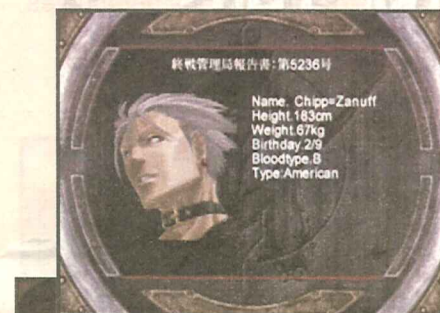 終戦管理局報告書:第5236号
Name. Chipp=Zanuff
Height.183cm
Weight.67kg
Birthday.2/9
Bloodtype.B
Type:American